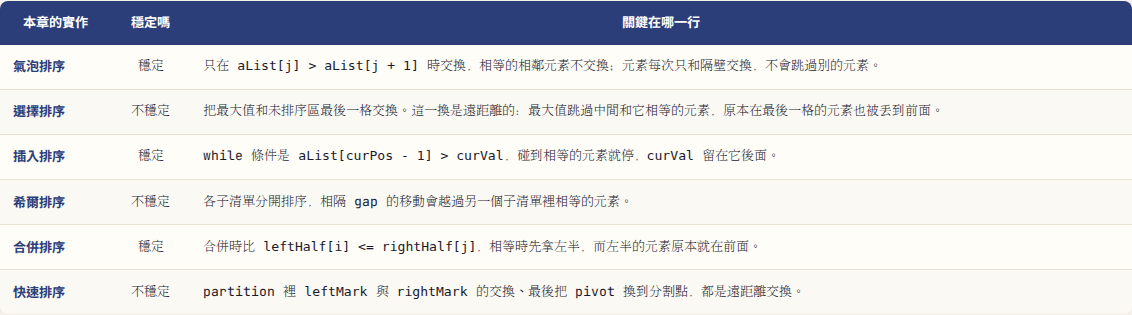 本章的實作 穩定嗎 關鍵在哪一行
氣泡排序 穩定 只在 aList[j] > aList[j + 1] 時交換，相等的相鄰元素不交換；元素每次只和隔壁交換，不會跳過別的元素。
選擇排序 不穩定 把最大值和未排序區最後一格交換。這一換是遠距離的：最大值跳過中間和它相等的元素，原本在最後一格的元素也被丟到前面。
插入排序 穩定 while 條件是 aList[curPos - 1] > curVal，碰到相等的元素就停，curVal 留在它後面。
希爾排序 不穩定 各子清單分開排序，相隔 gap 的移動會越過另一個子清單裡相等的元素。
合併排序 穩定 合併時比 leftHalf[i] <= rightHalf[j]，相等時先拿左半，而左半的元素原本就在前面。
快速排序 不穩定 partition 裡 leftMark 與 rightMark 的交換、最後把 pivot 換到分割點，都是遠距離交換。